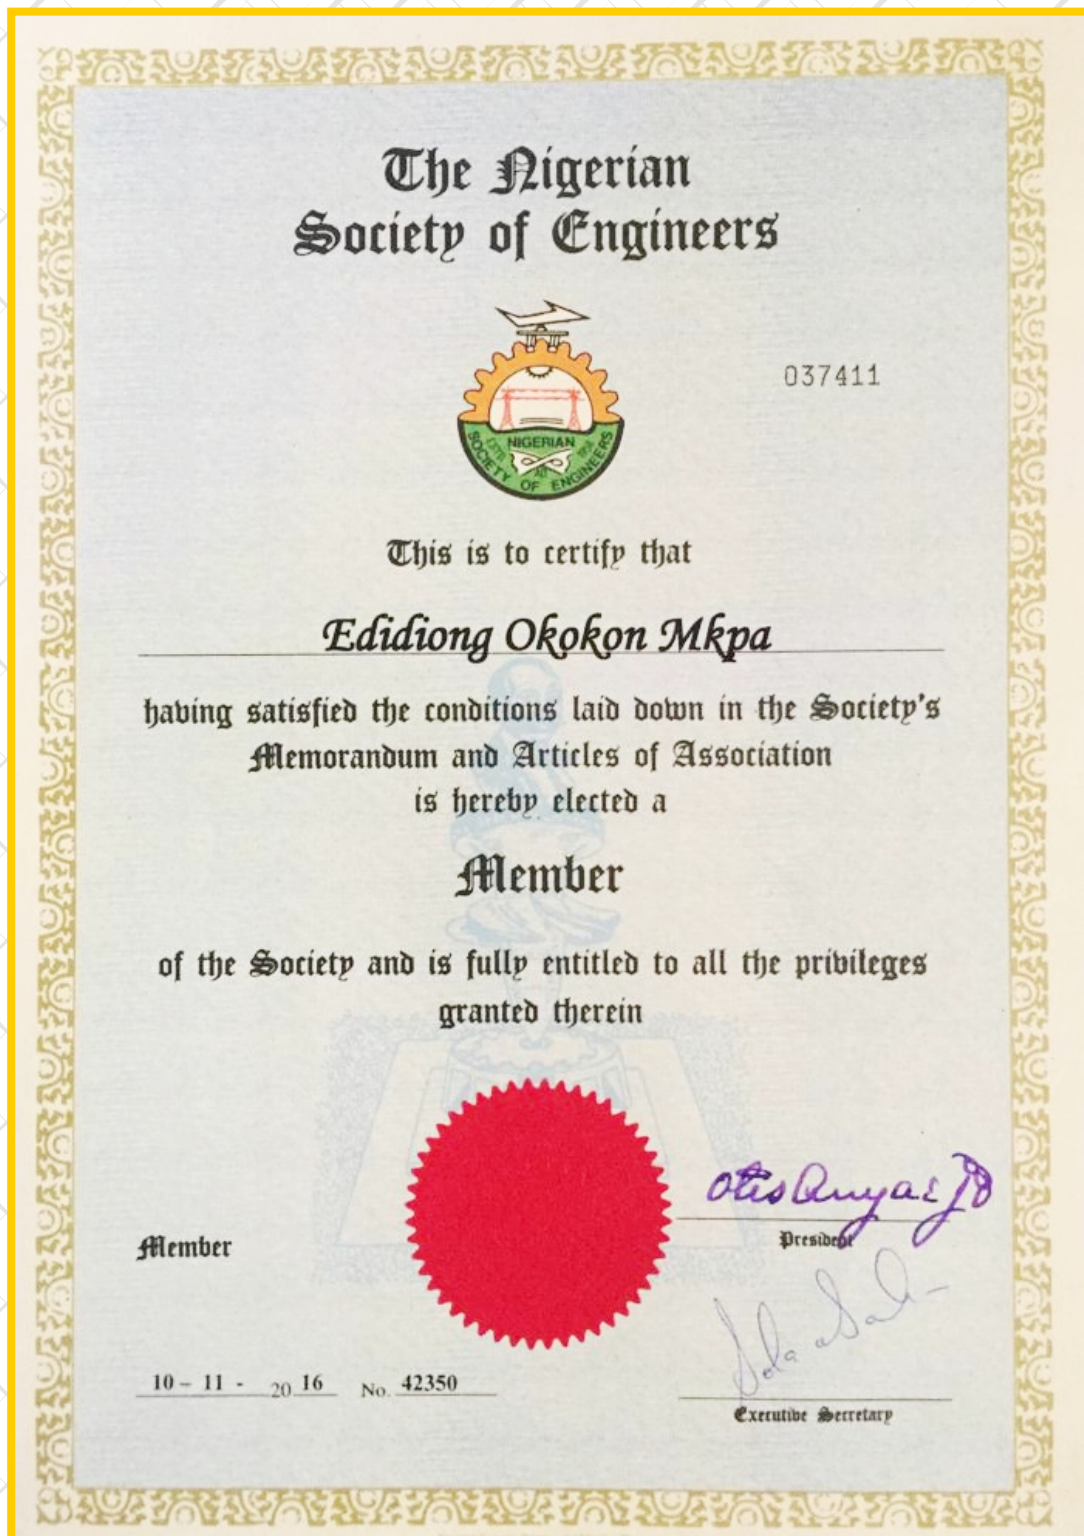 The Nigerian
Society of Engineers
037411
NIGERIAN
SOCIETY OF ENGINEERS
This is to certify that
Edidiong Okokon Mkpa
having satisfied the conditions laid down in the Society's
Memorandum and Articles of Association
is hereby elected a
Member
of the Society and is fully entitled to all the privileges
granted therein
President
Member
10 – 11 - 20 16 No. 42350
Executive Secretary